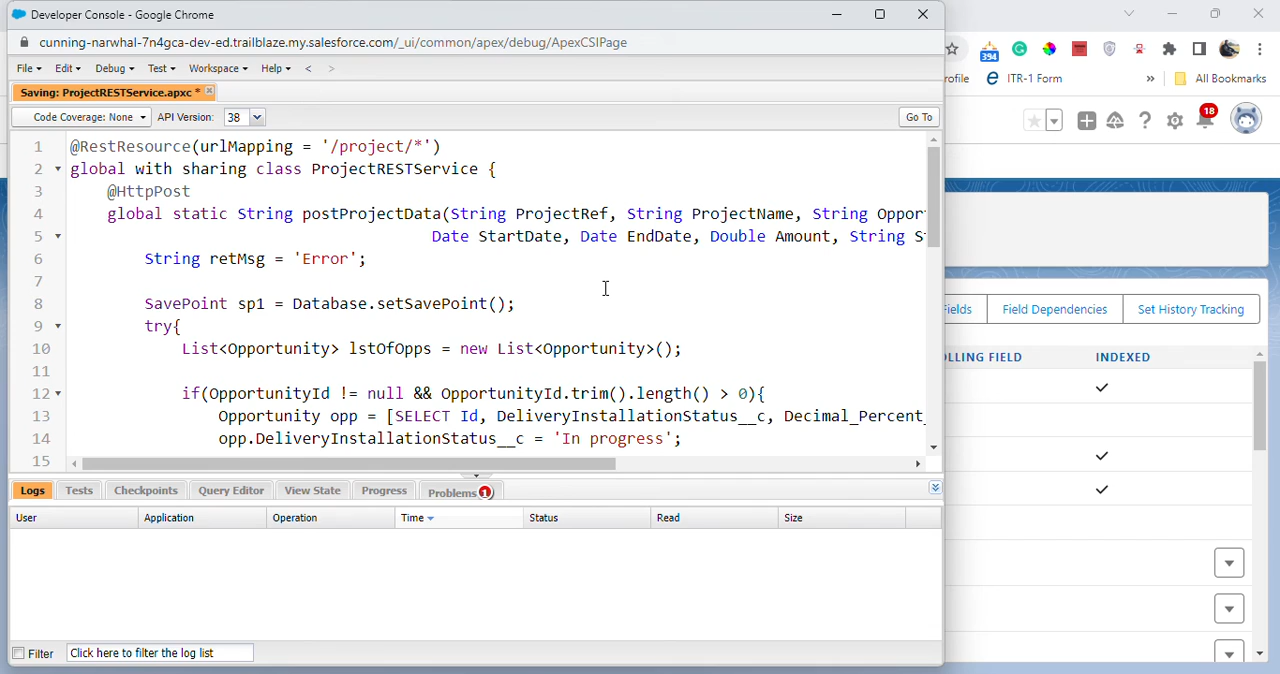 Developer Console - Google Chrome
cunning-narwhal-7n4gca-dev-ed.trailblaze.my.salesforce.com/_ui/common/apex/debug/ApexCSIPage
File Edit Debug Test Workspace Help < >
Saving: ProjectRESTService.apxc *
Code Coverage: None API Version: 38 Go To
1 @RestResource(urlMapping = '/project/*')
2 global with sharing class ProjectRESTService {
3 @HttpPost
4 global static String postProjectData(String ProjectRef, String ProjectName, String Oppor
5 Date StartDate, Date EndDate, Double Amount, String S
6 String retMsg = 'Error';
7
8 SavePoint sp1 = Database.setSavePoint();
9 try{
10 List<Opportunity> lstOfOpps = new List<Opportunity>();
11
12 if(OpportunityId != null && OpportunityId.trim().length() > 0){
13 Opportunity opp = [SELECT Id, DeliveryInstallationStatus__c, Decimal_Percent_
14 opp.DeliveryInstallationStatus__c = 'In progress';
15
Logs Tests Checkpoints Query Editor View State Progress Problems 1
User Application Operation Time Status Read Size
Filter Click here to filter the log list
394
rofile ITR-1 Form » All Bookmarks
18
ields Field Dependencies Set History Tracking
OLLING FIELD INDEXED